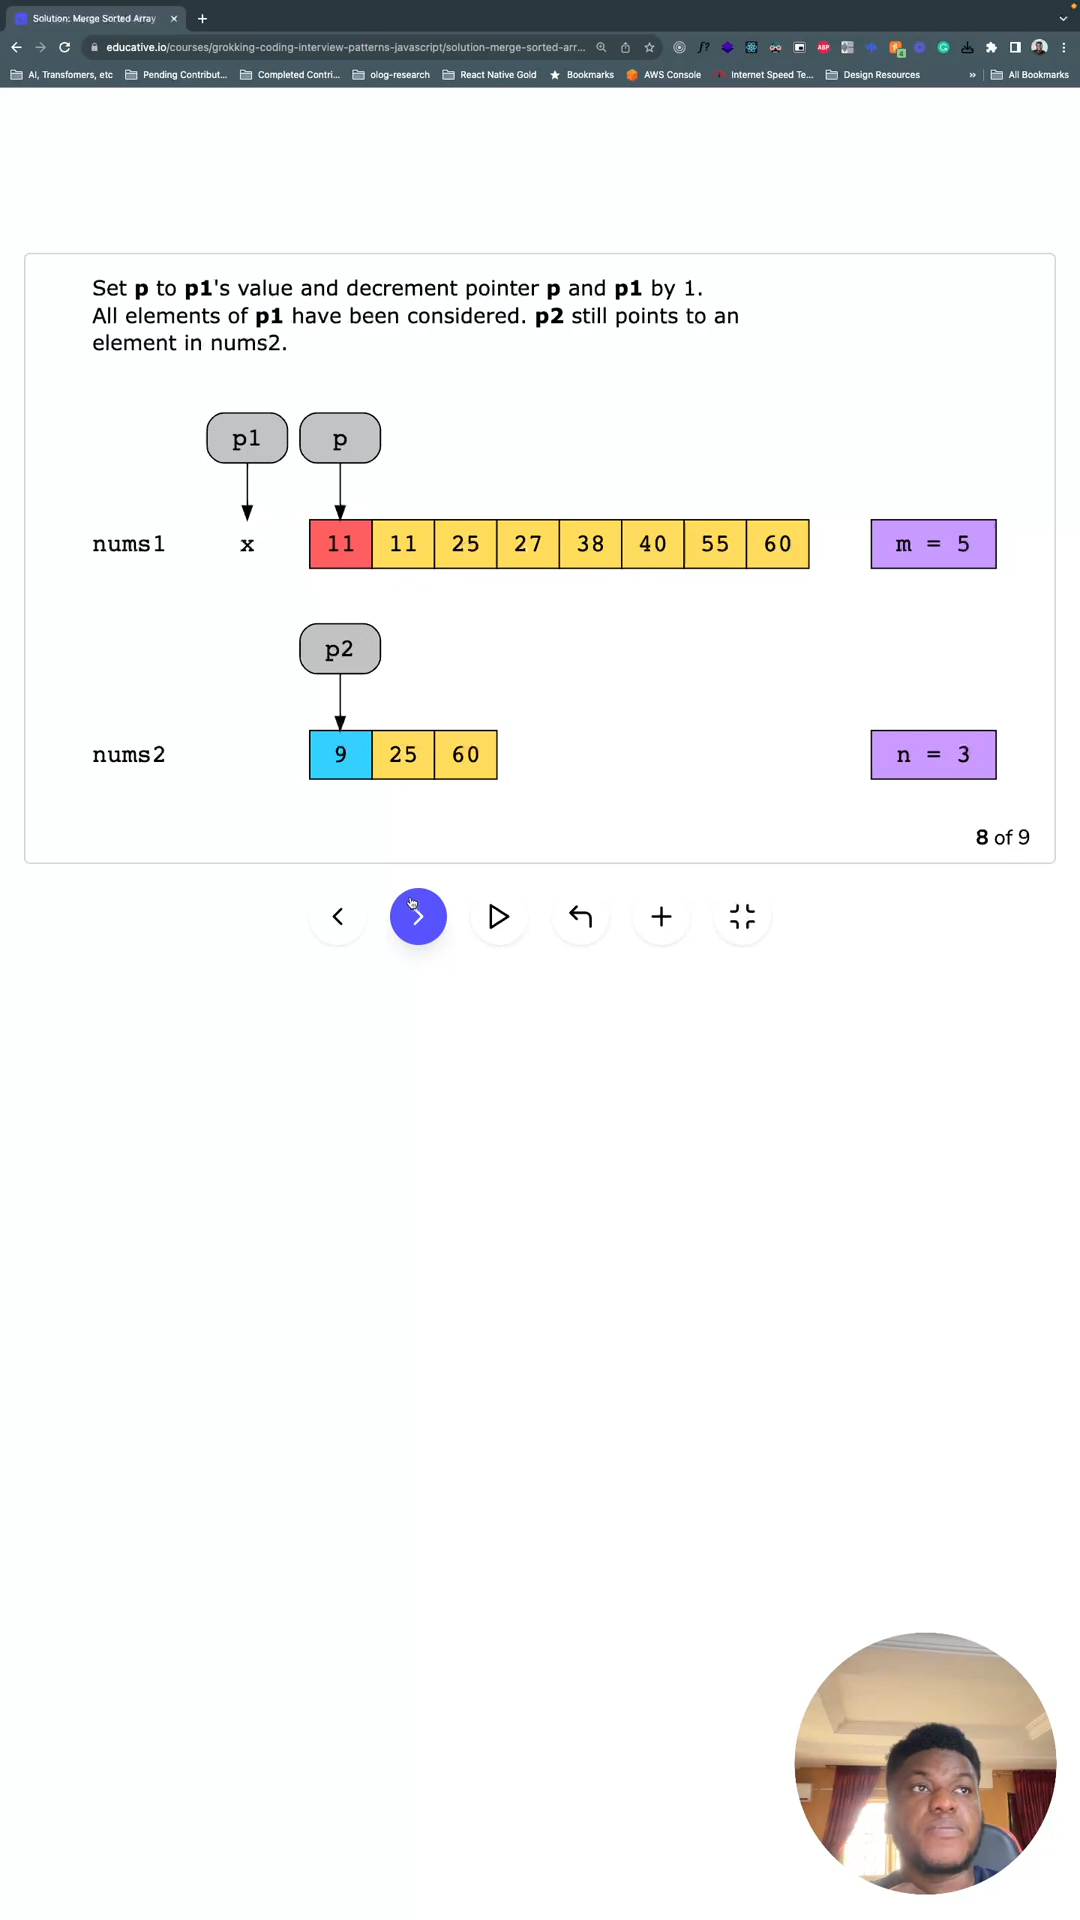 Solution: Merge Sorted Array
educative.io/courses/grokking-coding-interview-patterns-javascript/solution-merge-sorted-arr...
f?
ABP
4
AI, Transfomers, etc
Pending Contribut...
Completed Contri...
olog-research
React Native Gold
Bookmarks
AWS Console
Internet Speed Te...
Design Resources
»
All Bookmarks
Set p to p1's value and decrement pointer p and p1 by 1.
All elements of p1 have been considered. p2 still points to an
element in nums2.
p1 p
nums1 x 11 11 25 27 38 40 55 60 m = 5
p2
nums2 9 25 60 n = 3
8 of 9